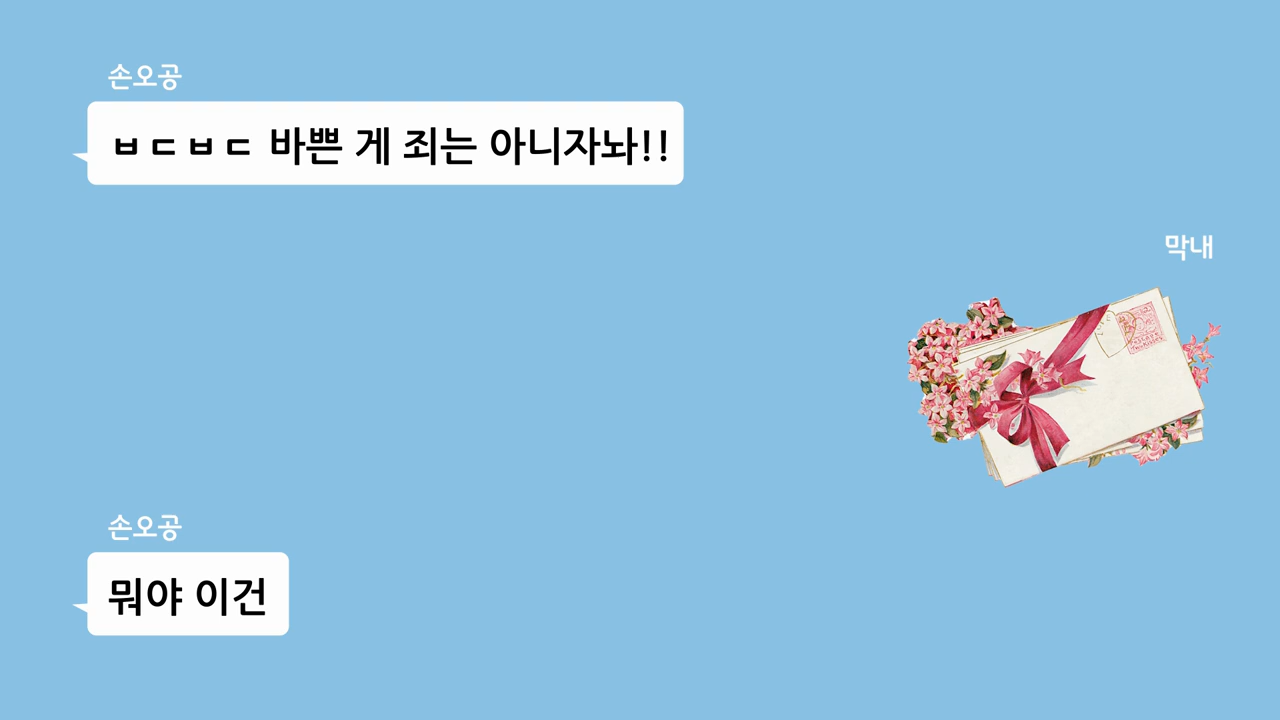 손오공
ㅂㄷㅂㄷ 바쁜 게 죄는 아니자놔!!
막내
손오공
뭐야 이건